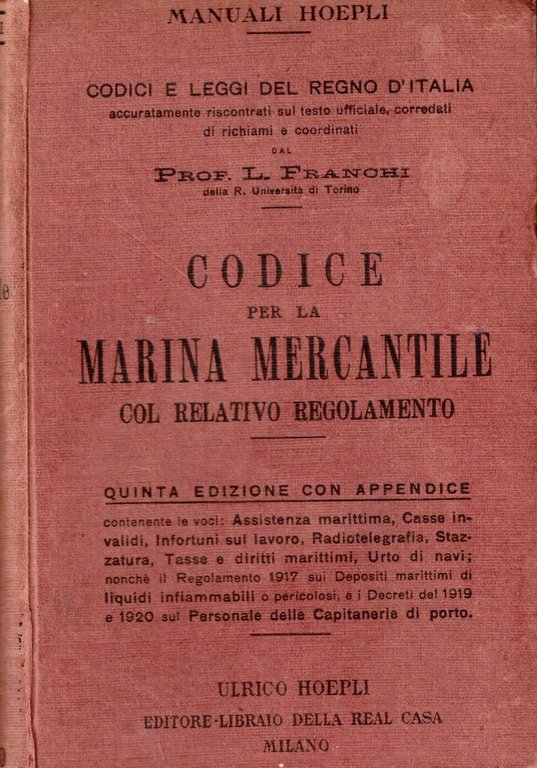 MANUALI HOEPLI
CODICI E LEGGI DEL REGNO D'ITALIA
accuratamente riscontrati sul testo ufficiale, corredati
di richiami e coordinati
DAL
PROF. L. FRANCHI
della R. Università di Torino
CODICE
PER LA
MARINA MERCANTILE
COL RELATIVO REGOLAMENTO
QUINTA EDIZIONE CON APPENDICE
contenente le voci: Assistenza marittima, Casse in-
validi, Infortuni sul lavoro, Radiotelegrafia, Staz-
zatura, Tasse e diritti marittimi, Urto di navi;
nonchè il Regolamento 1917 sui Depositi marittimi di
liquidi infiammabili o pericolosi, e i Decreti del 1919
e 1920 sul Personale delle Capitanerie di porto.
ULRICO HOEPLI
EDITORE-LIBRAIO DELLA REAL CASA
MILANO